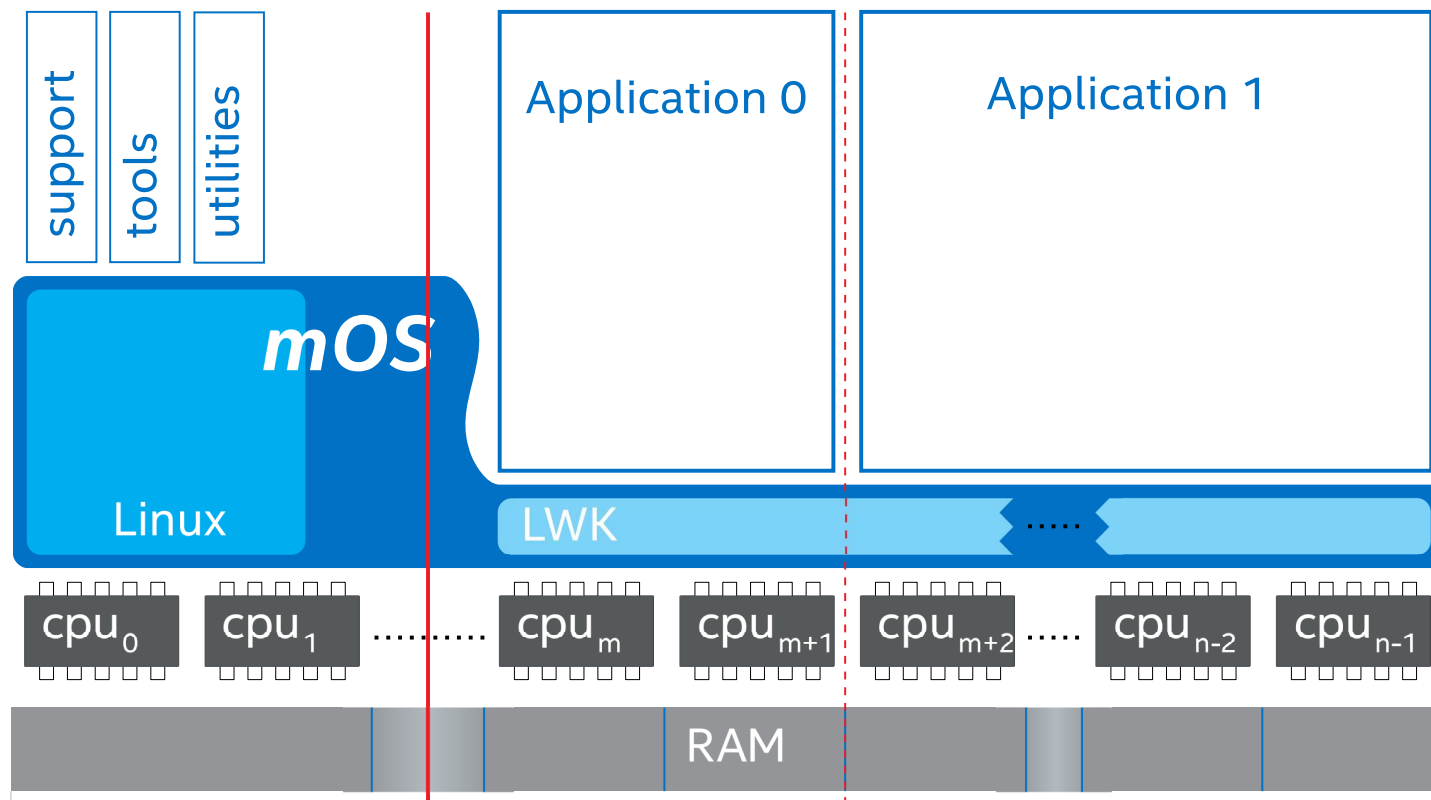 support
tools
utilities
Application 0
Application 1
mOS
Linux
LWK
.....
cpu0
cpu1
..........
cpum
cpum+1
cpum+2
.....
cpun-2
cpun-1
RAM